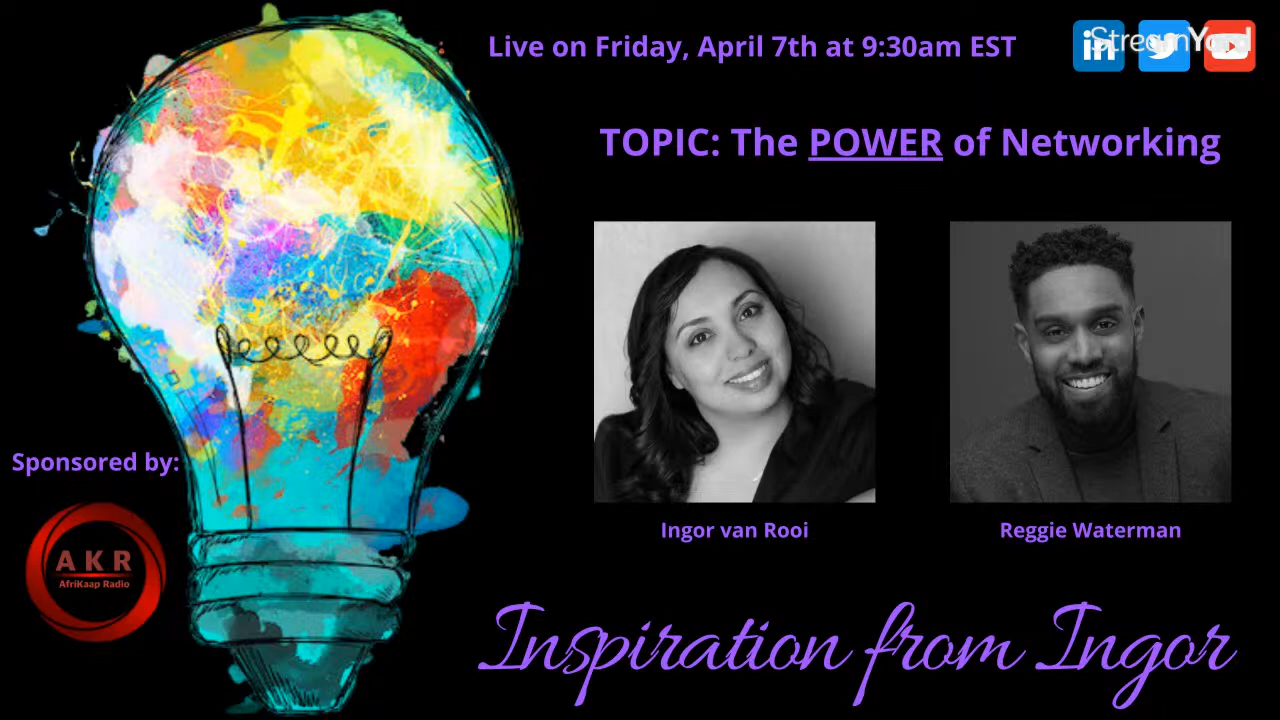 Live on Friday, April 7th at 9:30am EST
in
StreamYard
TOPIC: The POWER of Networking
Sponsored by:
AKR
AfriKaap Radio
Ingor van Rooi
Reggie Waterman
Inspiration from Ingor